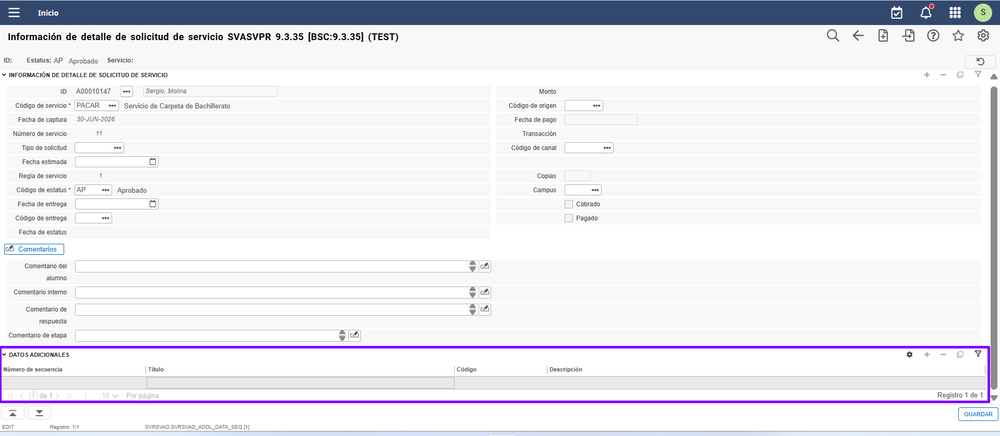 Inicio
S
Información de detalle de solicitud de servicio SVASVPR 9.3.35 [BSC:9.3.35] (TEST)
ID: Estatus: AP Aprobado Servicio:
INFORMACIÓN DE DETALLE DE SOLICITUD DE SERVICIO
ID A00010147 Sergio, Molina Monto
Código de servicio * PACAR Servicio de Carpeta de Bachillerato Código de origen
Fecha de captura 30-JUN-2026 Fecha de pago
Número de servicio 11 Transacción
Tipo de solicitud Código de canal
Fecha estimada
Regla de servicio 1 Copias
Código de estatus * AP Aprobado Campus
Fecha de entrega Cobrado
Código de entrega Pagado
Fecha de estatus
Comentarios
Comentario del
alumno
Comentario interno
Comentario de
respuesta
Comentario de etapa
DATOS ADICIONALES
Número de secuencia Título Código Descripción
1 de 1 10 Por página Registro 1 de 1
GUARDAR
EDIT Registro: 1/1 SVRSVAD.SVRSVAD_ADDL_DATA_SEQ [1]